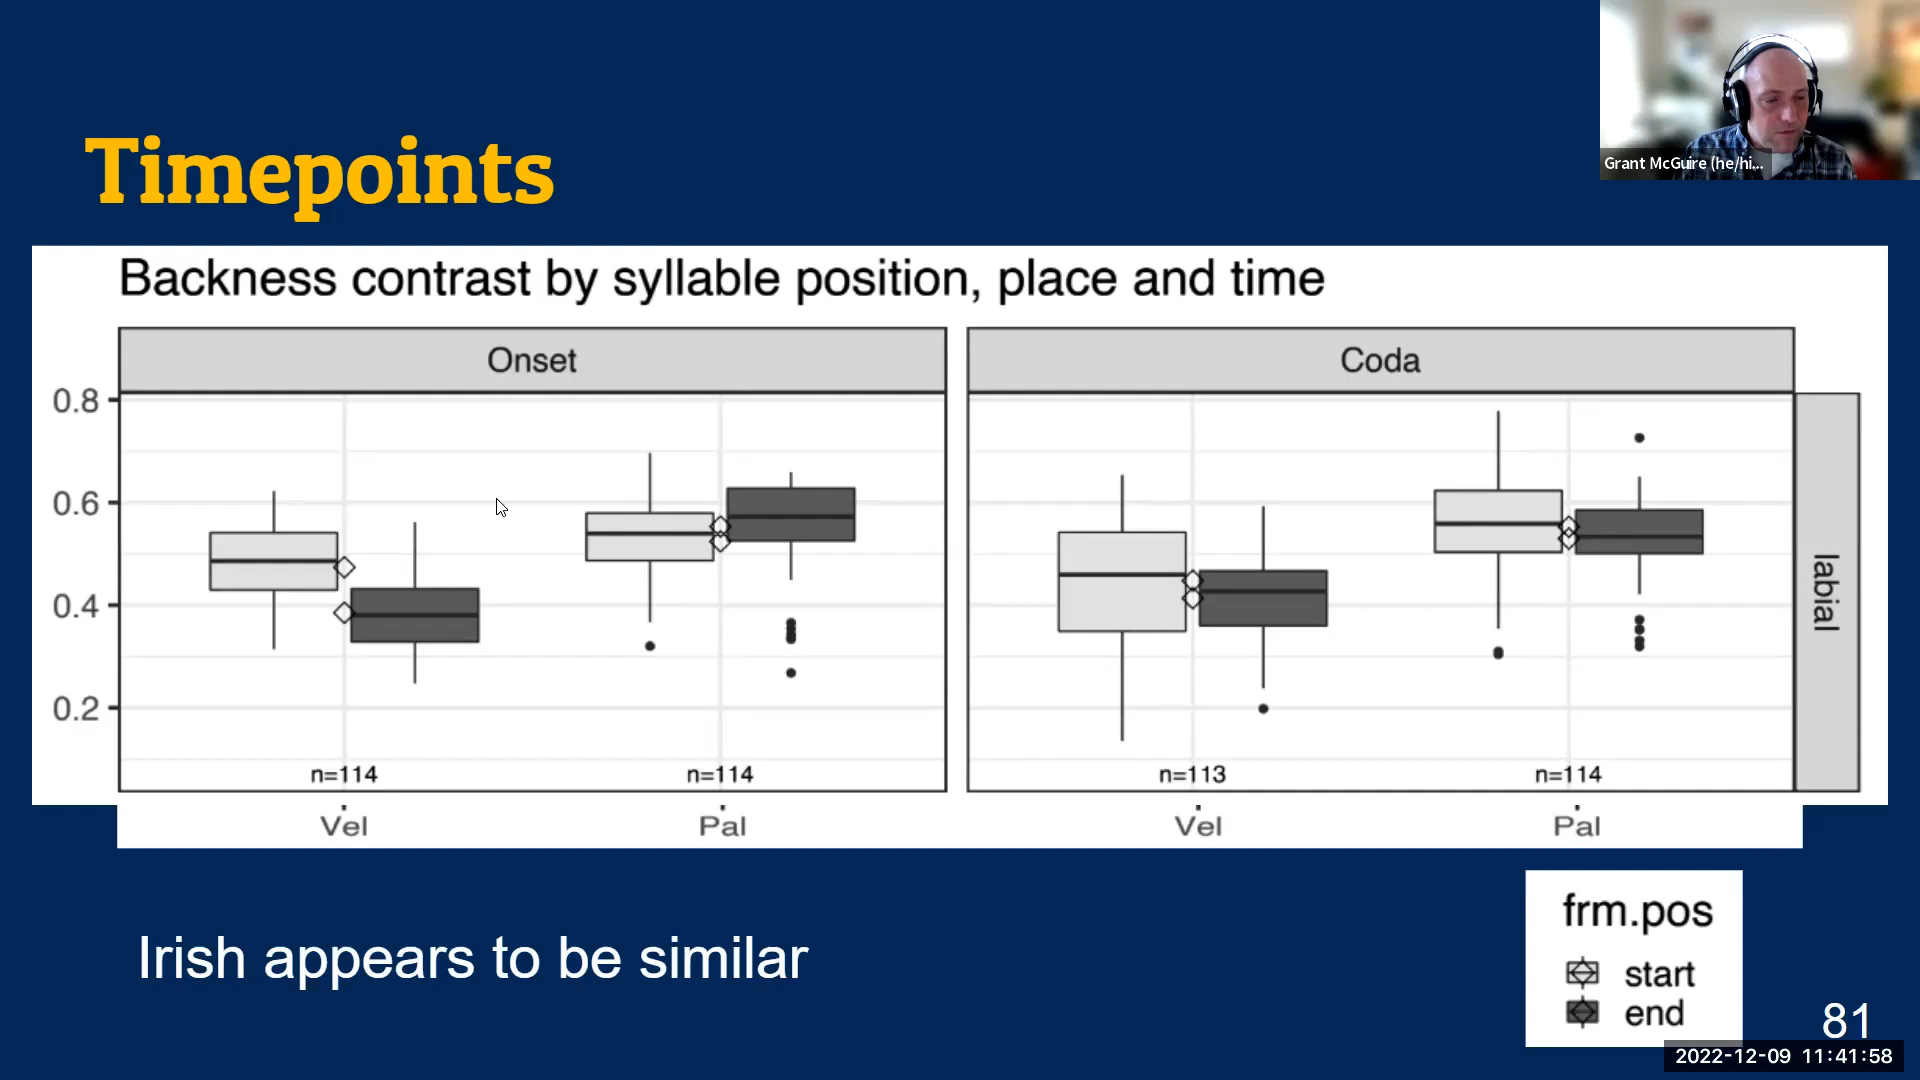 Grant McGuire (he/hi...
Timepoints
Backness contrast by syllable position, place and time
Onset
Coda
0.8
0.6
0.4
0.2
labial
n=114
n=114
n=113
n=114
Vel
Pal
Vel
Pal
Irish appears to be similar
frm.pos
start
end
81
2022-12-09 11:41:58